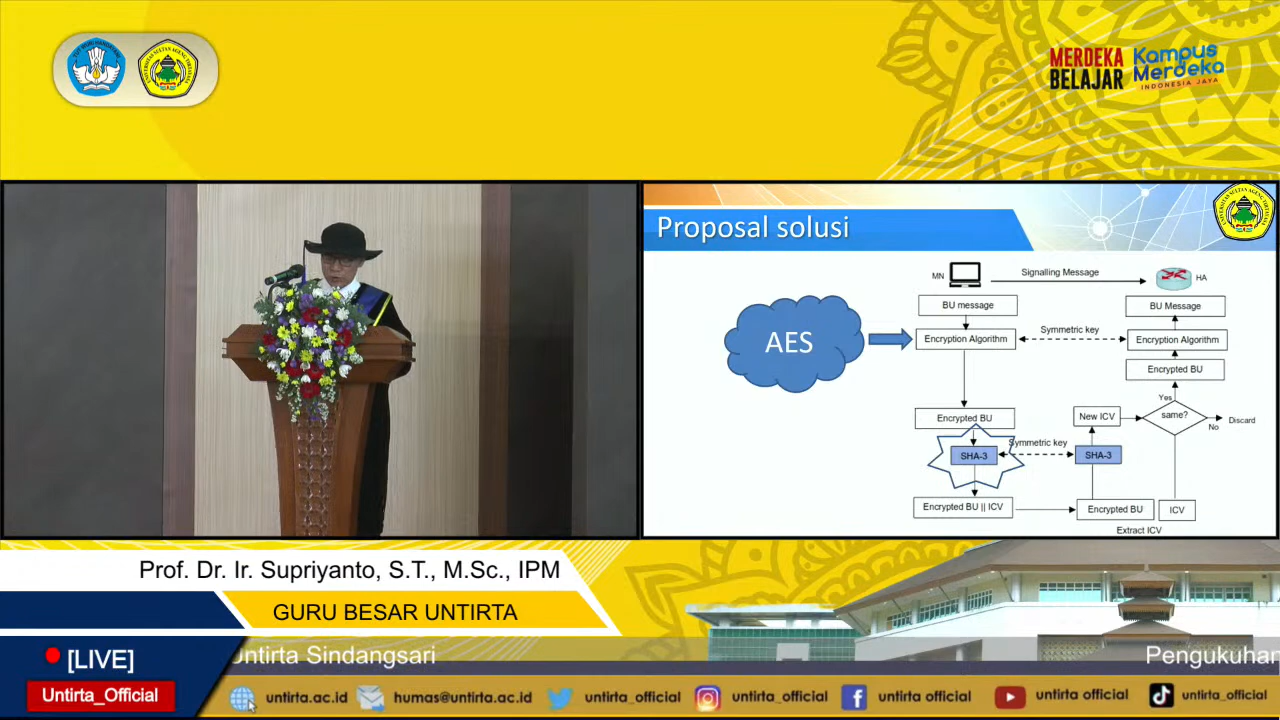 MERDEKA
BELAJAR
Kampus
Merdeka
INDONESIA JAYA
Proposal solusi
MN
Signalling Message
HA
BU message
BU Message
AES
Encryption Algorithm
Symmetric key
Encryption Algorithm
Encrypted BU
Yes
Encrypted BU
New ICV
same?
Discard
No
Symmetric key
SHA-3
SHA-3
Encrypted BU || ICV
Encrypted BU
ICV
Extract ICV
Prof. Dr. Ir. Supriyanto, S.T., M.Sc., IPM
GURU BESAR UNTIRTA
[LIVE]
Untirta Sindangsari
Pengukuhan
Untirta_Official
untirta.ac.id
humas@untirta.ac.id
untirta_official
untirta_official
untirta official
untirta official
untirta_official